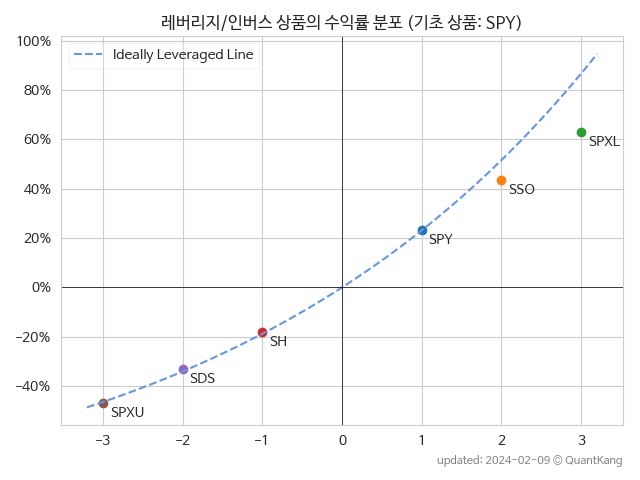 레버리지/인버스 상품의 수익률 분포 (기초 상품: SPY)
100%
Ideally Leveraged Line
80%
60%
SPXL
40%
SSO
20%
SPY
0%
−20%
SH
SDS
−40%
SPXU
−3 −2 −1 0 1 2 3
updated: 2024-02-09 © QuantKang